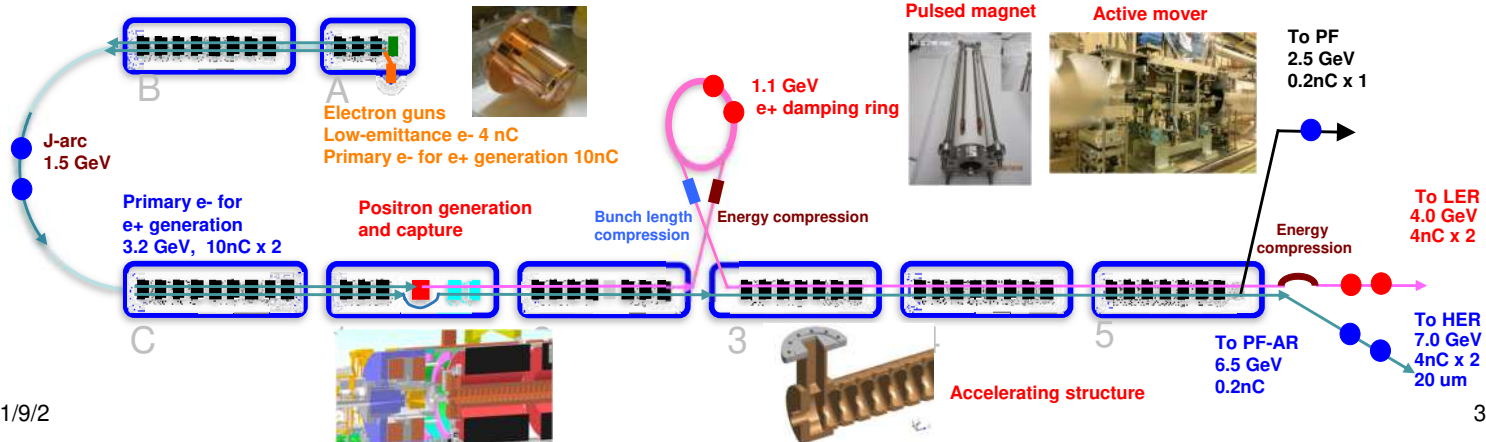 Pulsed magnet
Active mover
To PF
2.5 GeV
0.2nC x 1
B
A
Electron guns
Low-emittance e- 4 nC
Primary e- for e+ generation 10nC
1.1 GeV
e+ damping ring
J-arc
1.5 GeV
Primary e- for
e+ generation
3.2 GeV, 10nC x 2
Positron generation
and capture
Bunch length
compression
Energy compression
To LER
4.0 GeV
4nC x 2
Energy
compression
C
3
5
To PF-AR
6.5 GeV
0.2nC
To HER
7.0 GeV
4nC x 2
20 um
Accelerating structure
1/9/2
3